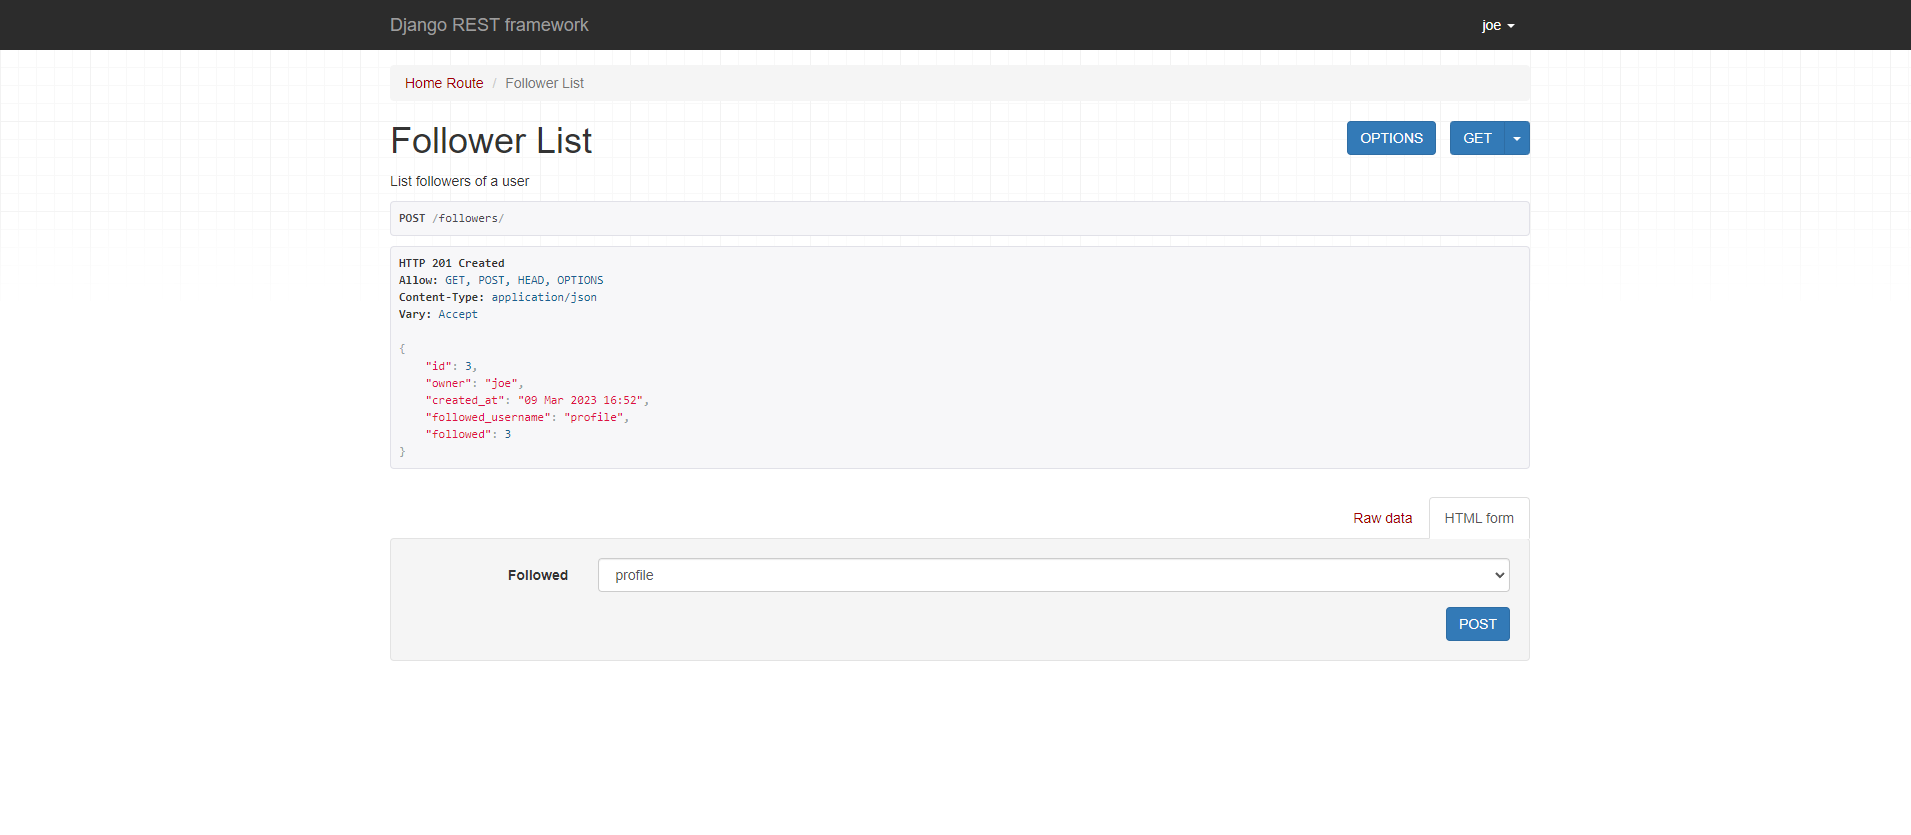 Django REST framework
joe
Home Route / Follower List
Follower List
OPTIONS
GET
List followers of a user
POST /followers/
HTTP 201 Created
Allow: GET, POST, HEAD, OPTIONS
Content-Type: application/json
Vary: Accept
{
    "id": 3,
    "owner": "joe",
    "created_at": "09 Mar 2023 16:52",
    "followed_username": "profile",
    "followed": 3
}
Raw data
HTML form
Followed
profile
POST